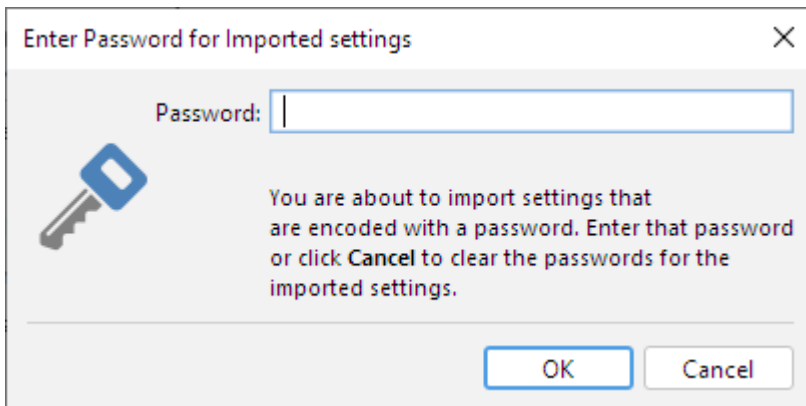 Enter Password for Imported settings
Password:
You are about to import settings that
are encoded with a password. Enter that password
or click Cancel to clear the passwords for the
imported settings.
OK
Cancel